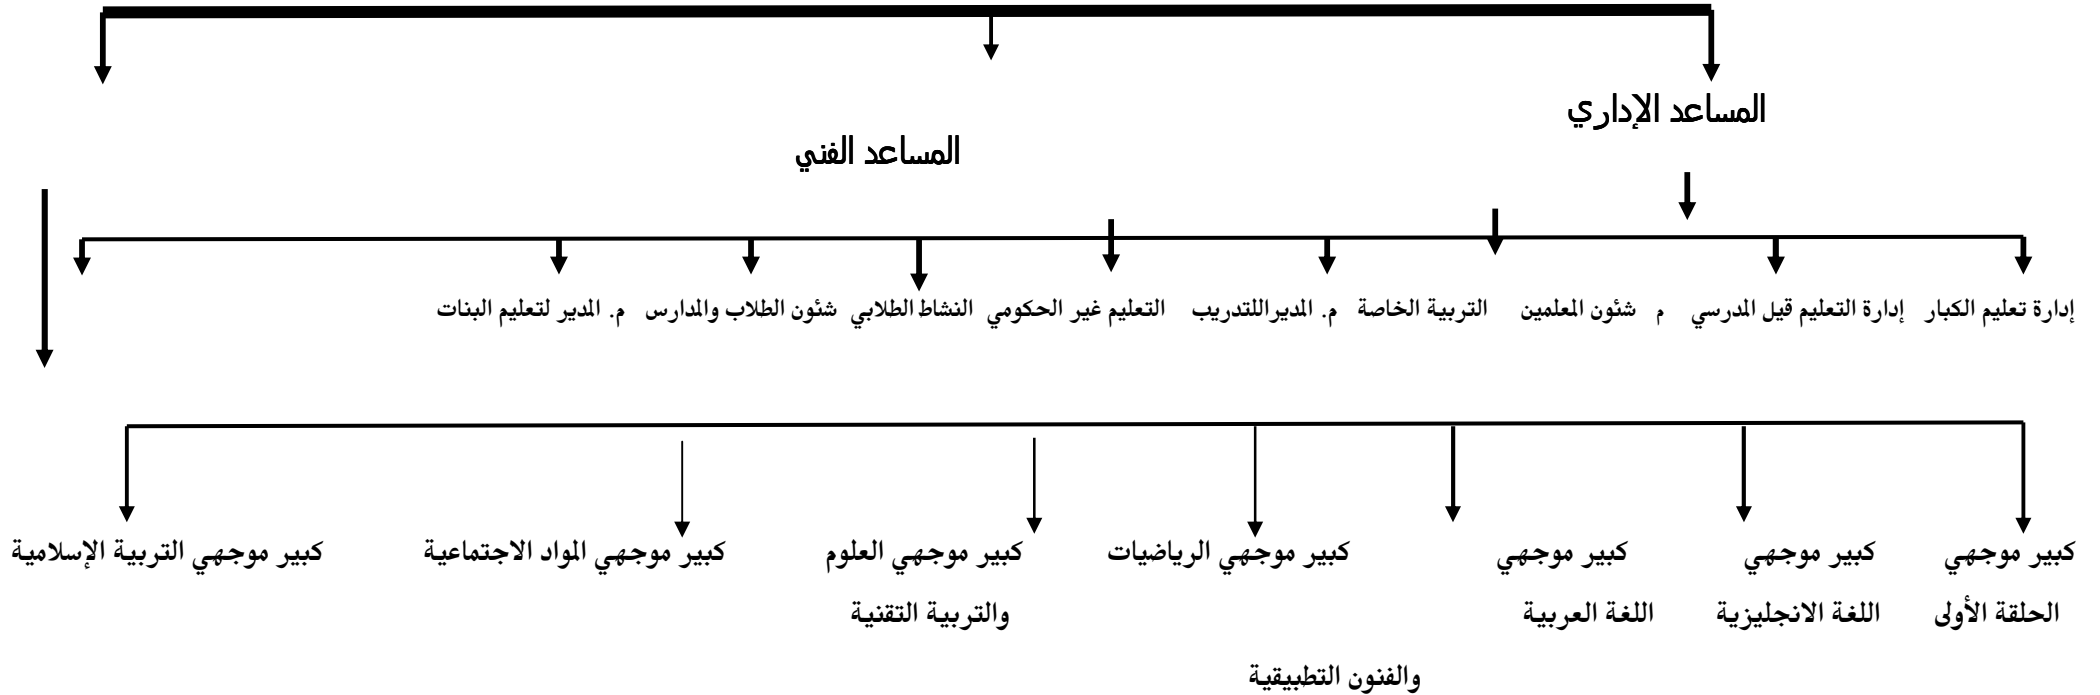 المساعد الإداري
المساعد الفني
إدارة تعليم الكبار إدارة التعليم قيل المدرسي م شئون المعلمين التربية الخاصة م. المديراللتدريب التعليم غير الحكومي النشاط الطلابي شئون الطلاب والمدارس م. المدير لتعليم البنات
كبير موجهي كبير موجهي كبير موجهي كبير موجهي الرياضيات كبير موجهي العلوم كبير موجهي المواد الاجتماعية كبير موجهي التربية الإسلامية
الحلقة الأولى اللغة الانجليزية اللغة العربية والتربية التقنية
والفنون التطبيقية